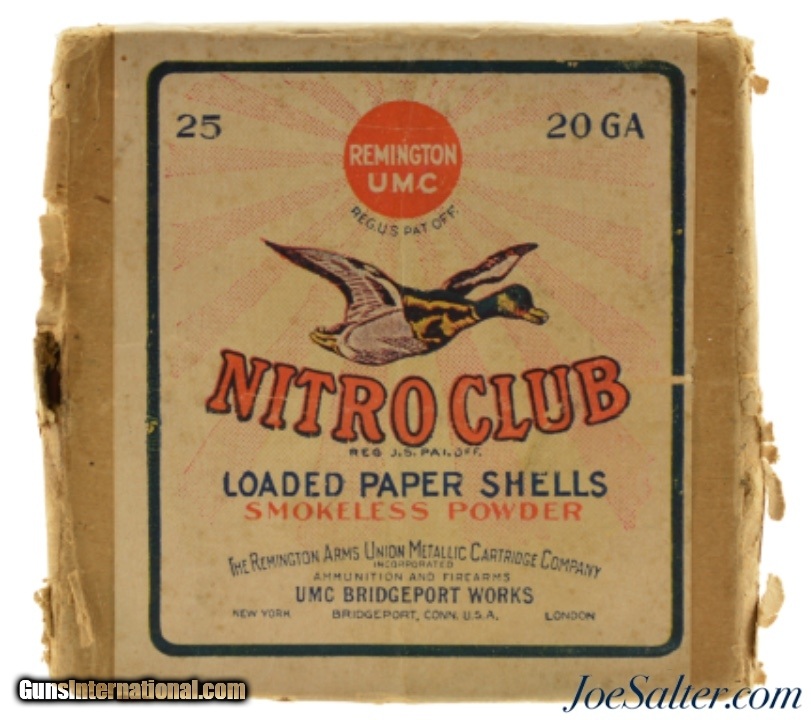 25
20 GA
REMINGTON
UMC
REG. U.S PAT OFF.
NITRO CLUB
REG J.S. PAT. OFF.
LOADED PAPER SHELLS
SMOKELESS POWDER
THE REMINGTON ARMS UNION METALLIC CARTRIDGE COMPANY
INCORPORATED
AMMUNITION AND FIREARMS
UMC BRIDGEPORT WORKS
NEW YORK BRIDGEPORT, CONN. U.S.A. LONDON
GunsInternational.com
JoeSalter.com